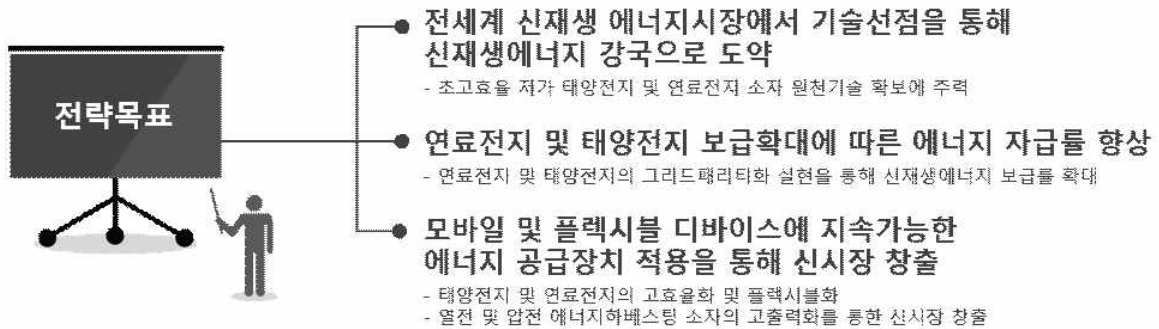 전략목표
전세계 신재생 에너지시장에서 기술선점을 통해
신재생에너지 강국으로 도약
- 초고효율 저가 태양전지 및 연료전지 소자 원천기술 확보에 주력
연료전지 및 태양전지 보급확대에 따른 에너지 자급률 향상
- 연료전지 및 태양전지의 그리드패리티화 실현을 통해 신재생에너지 보급률 확대
모바일 및 플렉시블 디바이스에 지속가능한
에너지 공급장치 적용을 통해 신시장 창출
- 태양전지 및 연료전지의 고효율화 및 플렉시블화
- 열전 및 압전 에너지하베스팅 소자의 고출력화를 통한 신시장 창출